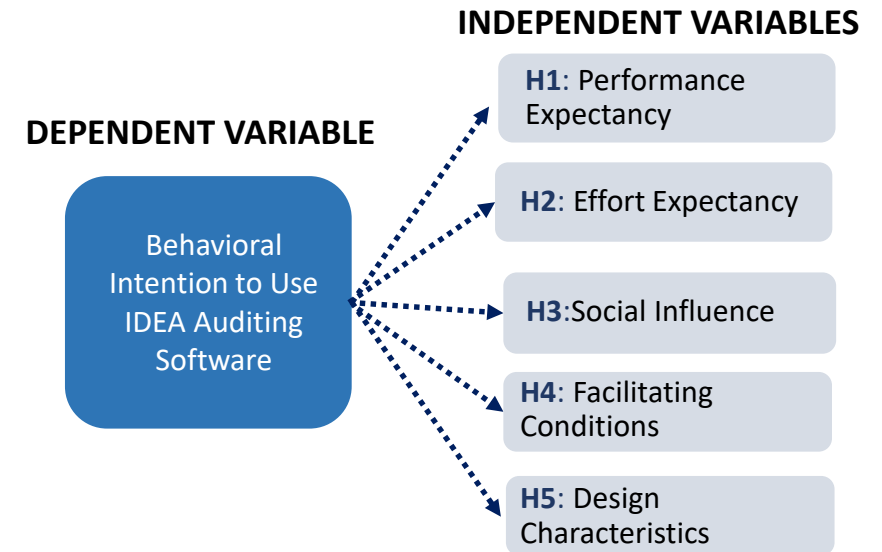 INDEPENDENT VARIABLES
H1: Performance
Expectancy
DEPENDENT VARIABLE
H2: Effort Expectancy
Behavioral
Intention to Use
IDEA Auditing
Software
H3:Social Influence
H4: Facilitating
Conditions
H5: Design
Characteristics